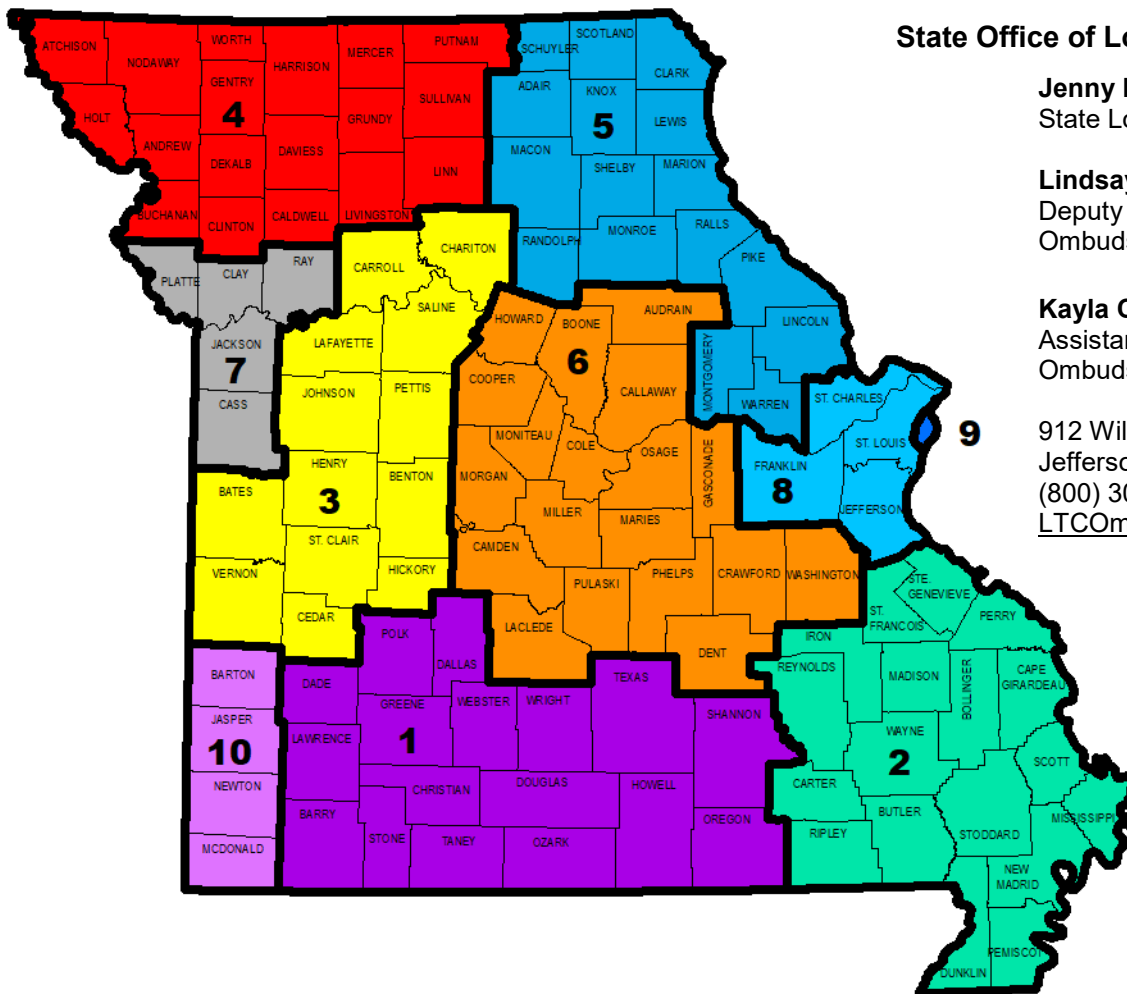 State Office of Lo
Jenny
State Lo
Lindsay
Deputy
Ombuds
Kayla C
Assistan
Ombuds
912 Wil
Jefferso
(800) 30
LTCOm
ATCHISON
NODAWAY
WORTH
HARRISON
MERCER
PUTNAM
GENTRY
4
SULLIVAN
HOLT
ANDREW
DEKALB
DAVIESS
GRUNDY
LINN
BUCHANAN
CLINTON
CALDWELL
LIVINGSTON
SCHUYLER
SCOTLAND
CLARK
ADAIR
KNOX
5
LEWIS
MACON
SHELBY
MARION
RANDOLPH
MONROE
RALLS
PIKE
LINCOLN
MONTGOMERY
WARREN
PLATTE
CLAY
RAY
JACKSON
7
CASS
CARROLL
CHARITON
SALINE
LAFAYETTE
JOHNSON
PETTIS
HENRY
3
BENTON
BATES
ST. CLAIR
VERNON
HICKORY
CEDAR
HOWARD
BOONE
6
AUDRAIN
COOPER
CALLAWAY
MONITEAU
COLE
OSAGE
GASCONADE
MORGAN
MILLER
MARIES
CAMDEN
PULASKI
PHELPS
CRAWFORD
WASHINGTON
LACLEDE
DENT
ST. CHARLES
ST. LOUIS
9
FRANKLIN
8
JEFFERSON
STE.
GENEVIEVE
ST.
FRANCOIS
PERRY
IRON
REYNOLDS
MADISON
BOLLINGER
CAPE
GIRARDEAU
WAYNE
2
SCOTT
CARTER
BUTLER
MISSISSIPPI
RIPLEY
STODDARD
NEW
MADRID
PEMISCOT
DUNKLIN
POLK
DALLAS
TEXAS
DADE
GREENE
1
WEBSTER
WRIGHT
SHANNON
LAWRENCE
CHRISTIAN
DOUGLAS
HOWELL
BARRY
STONE
TANEY
OZARK
OREGON
BARTON
JASPER
10
NEWTON
MCDONALD